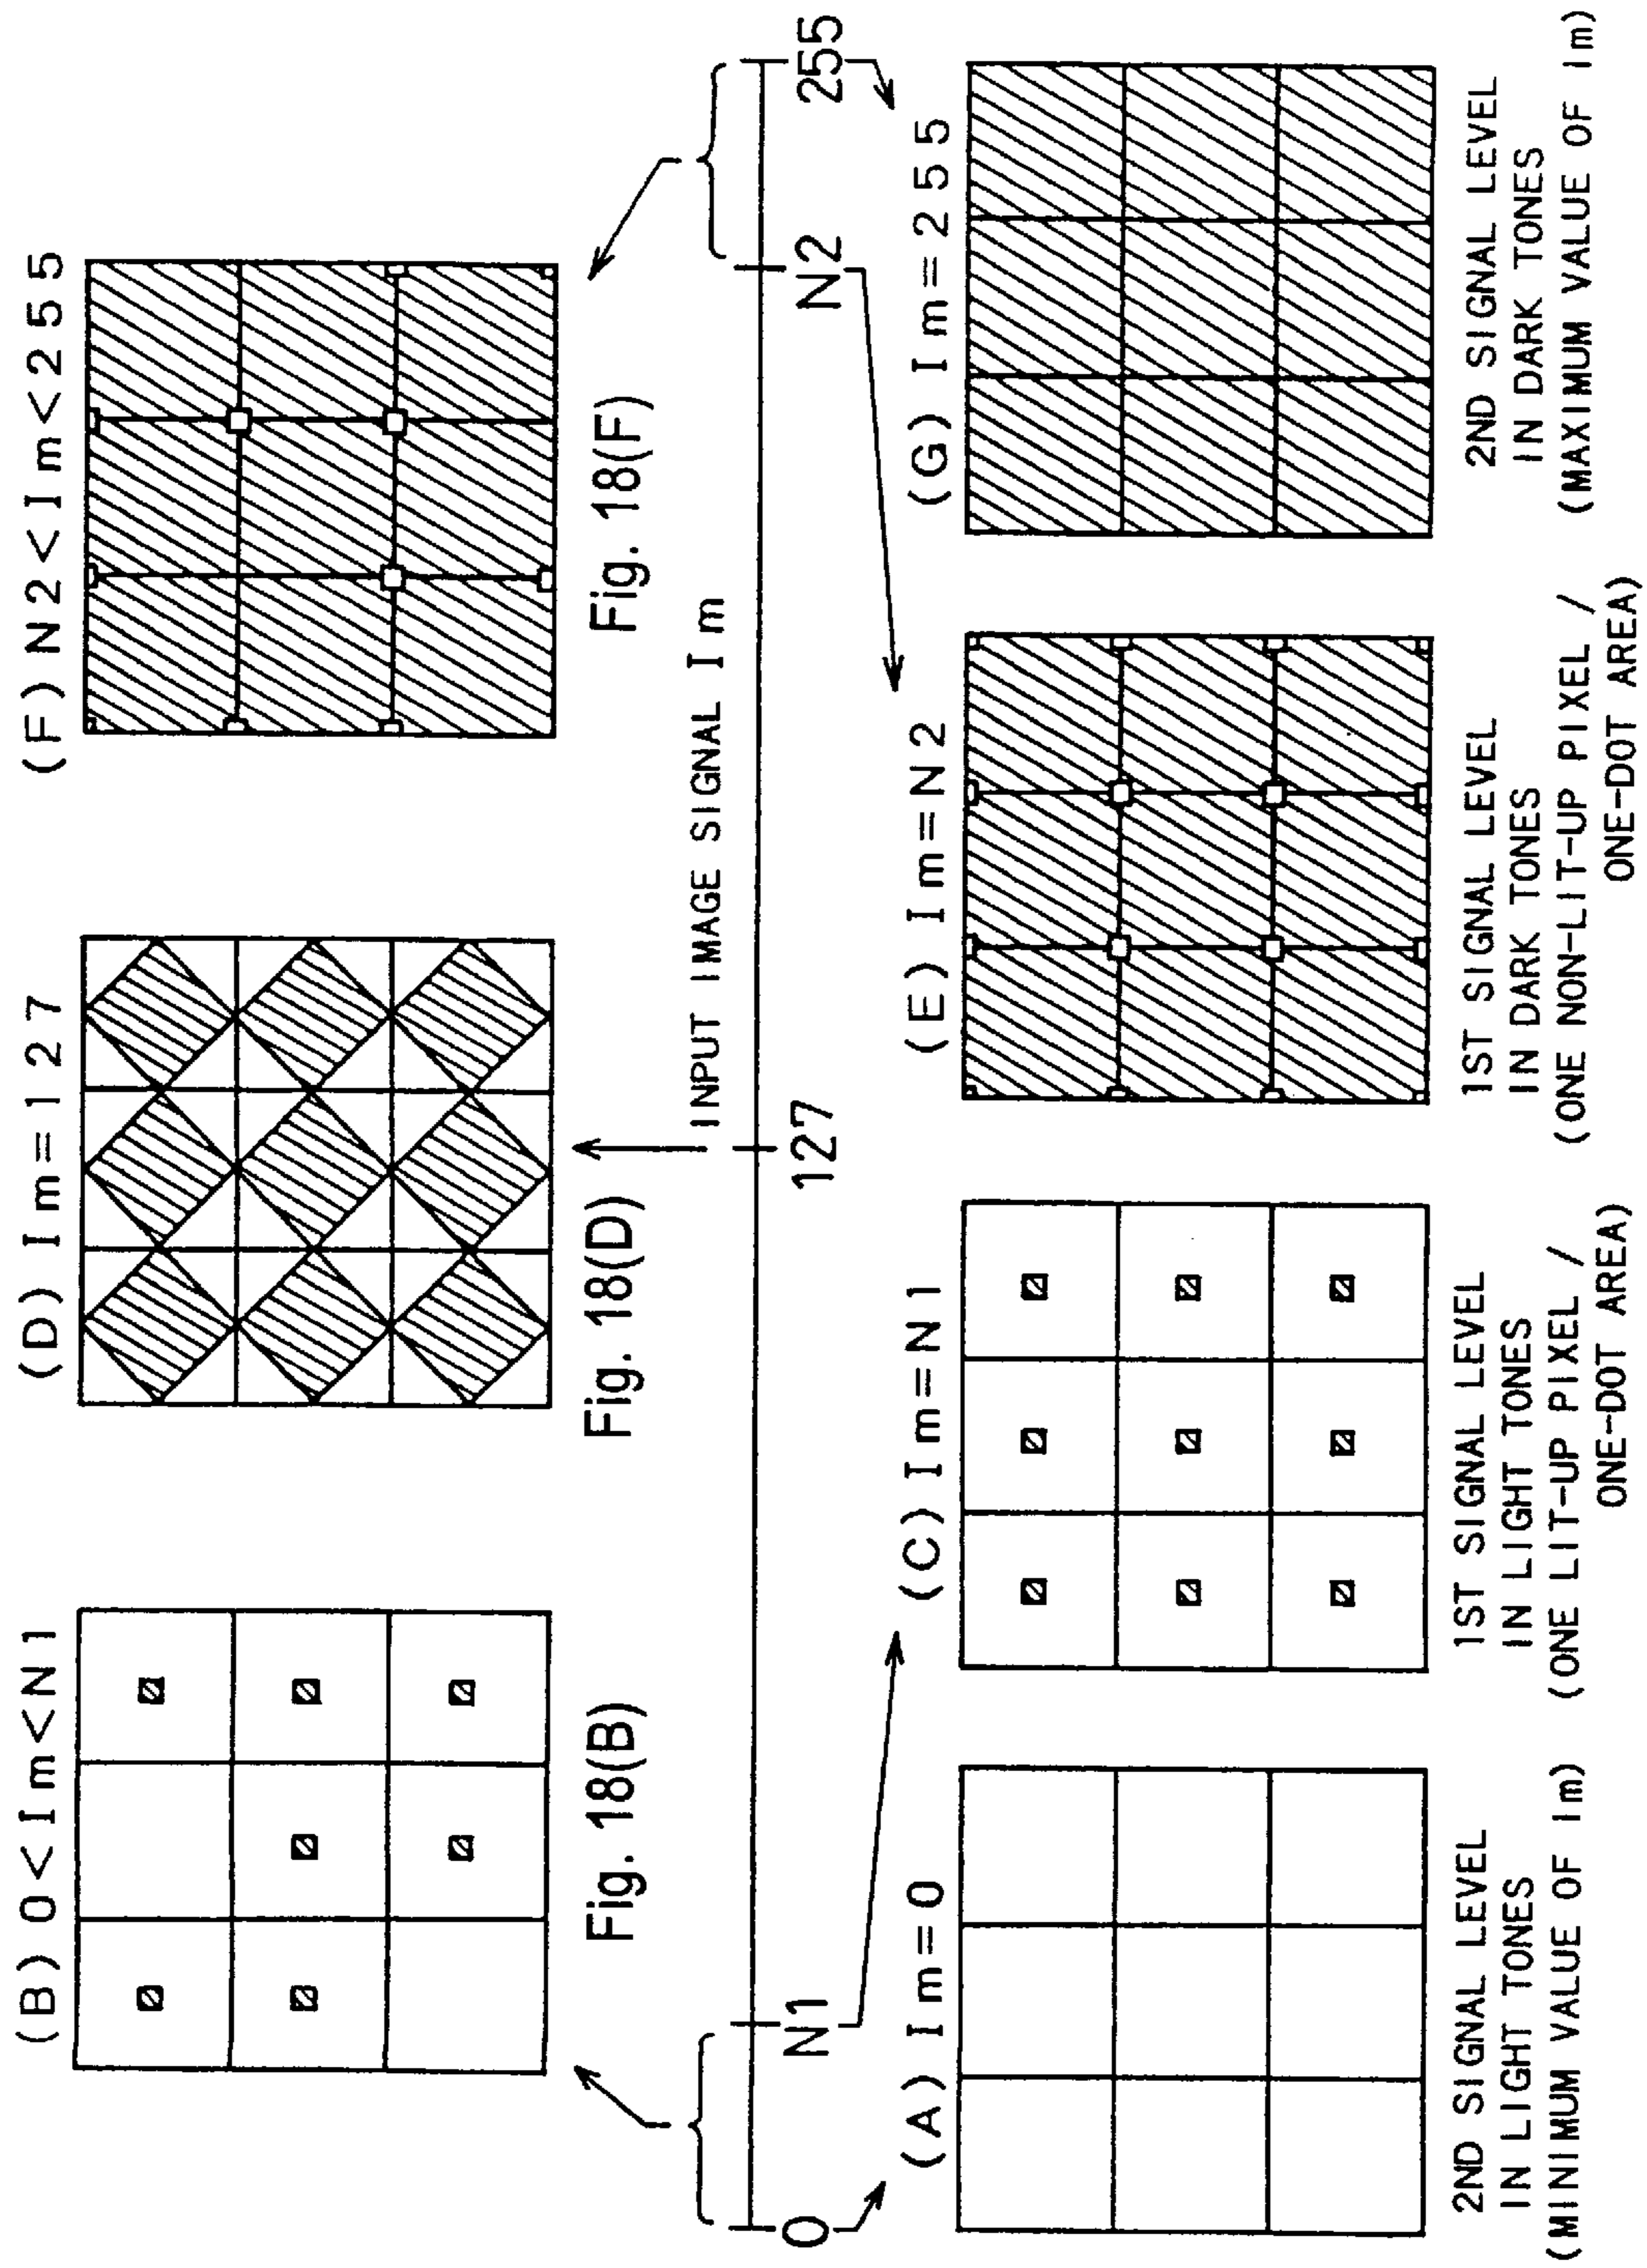 (B) 0<Im<N1
(D) Im=127
(F) N2<Im<255
Fig. 18(B)
Fig. 18(D)
Fig. 18(F)
INPUT IMAGE SIGNAL Im
0
N1
127
N2
255
(A) Im=0
(C) Im=N1
(E) Im=N2
(G) Im=255
2ND SIGNAL LEVEL
IN LIGHT TONES
(MINIMUM VALUE OF Im)
1ST SIGNAL LEVEL
IN LIGHT TONES
(ONE LIT-UP PIXEL /
ONE-DOT AREA)
1ST SIGNAL LEVEL
IN DARK TONES
(ONE NON-LIT-UP PIXEL /
ONE-DOT AREA)
2ND SIGNAL LEVEL
IN DARK TONES
(MAXIMUM VALUE OF Im)